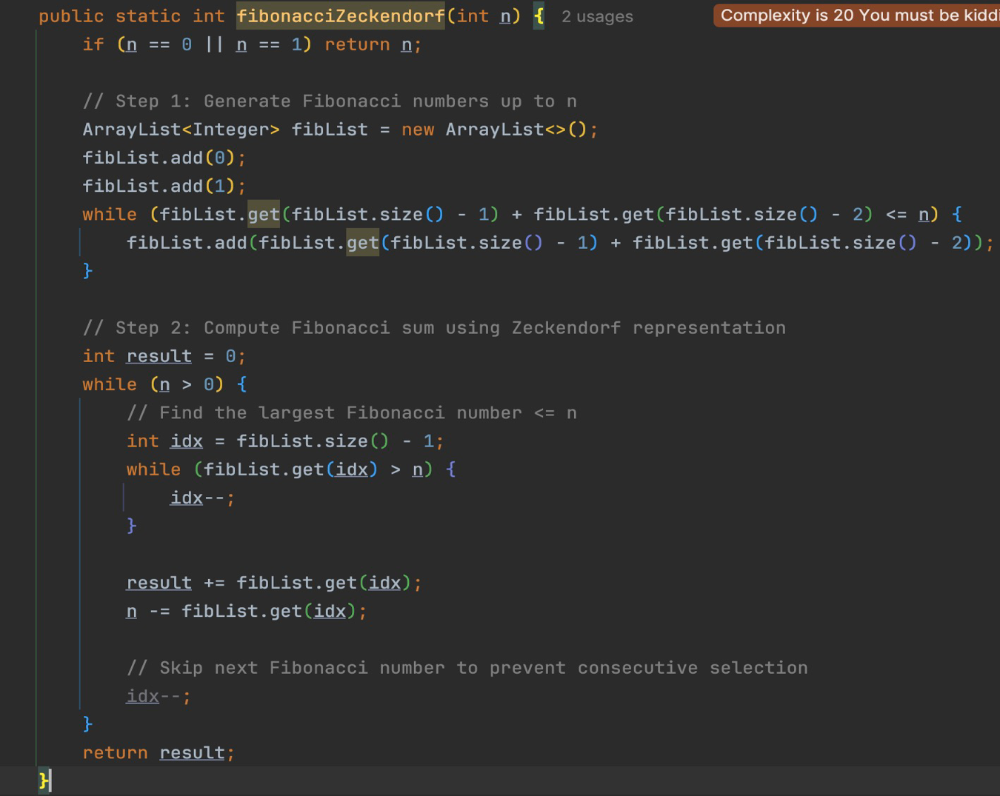 public static int fibonacciZeckendorf(int n) { 2 usages Complexity is 20 You must be kiddi
if (n == 0 || n == 1) return n;
// Step 1: Generate Fibonacci numbers up to n
ArrayList<Integer> fibList = new ArrayList<>();
fibList.add(0);
fibList.add(1);
while (fibList.get(fibList.size() - 1) + fibList.get(fibList.size() - 2) <= n) {
fibList.add(fibList.get(fibList.size() - 1) + fibList.get(fibList.size() - 2));
}
// Step 2: Compute Fibonacci sum using Zeckendorf representation
int result = 0;
while (n > 0) {
// Find the largest Fibonacci number <= n
int idx = fibList.size() - 1;
while (fibList.get(idx) > n) {
idx--;
}
result += fibList.get(idx);
n -= fibList.get(idx);
// Skip next Fibonacci number to prevent consecutive selection
idx--;
}
return result;
}